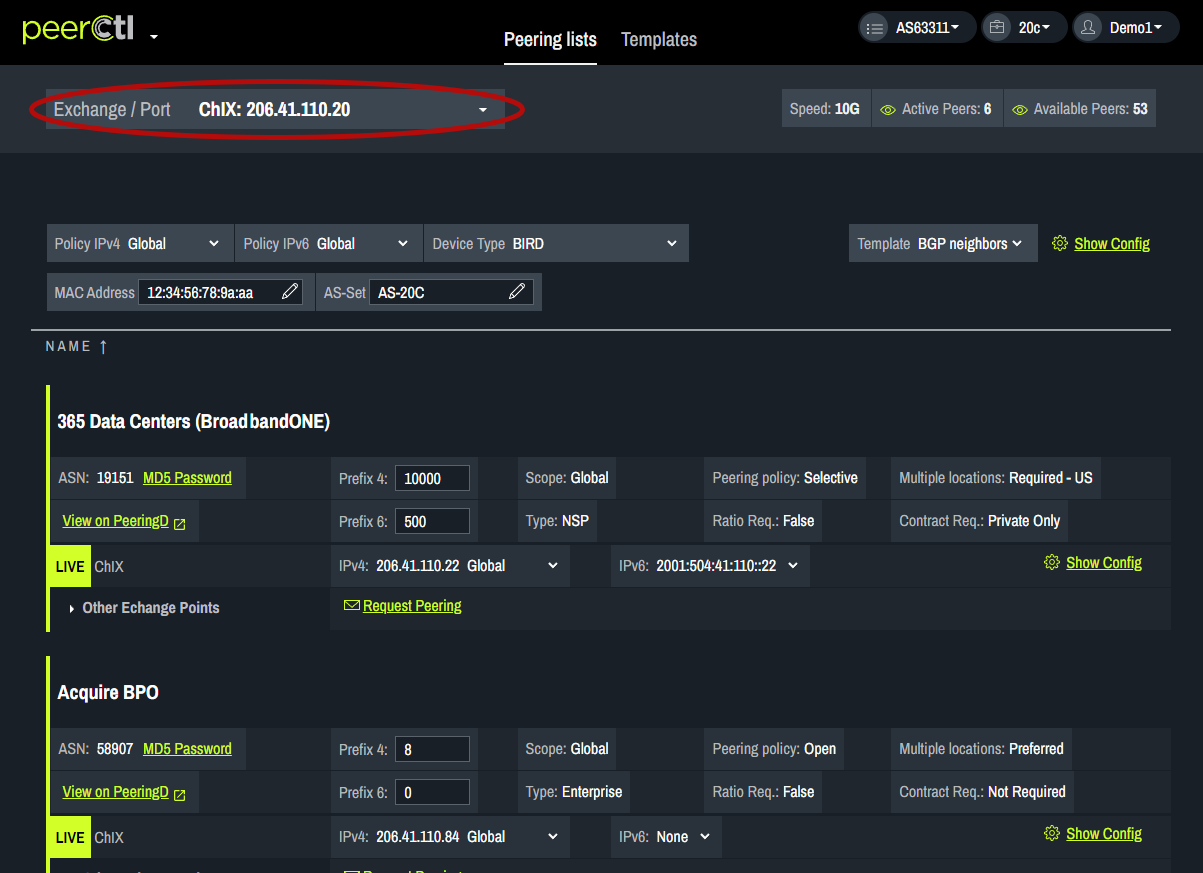 peerCtl
Peering lists Templates
AS63311 20c Demo1
Exchange / Port ChIX: 206.41.110.20
Speed: 10G Active Peers: 6 Available Peers: 53
Policy IPv4 Global Policy IPv6 Global Device Type BIRD Template BGP neighbors Show Config
MAC Address 12:34:56:78:9a:aa AS-Set AS-20C
NAME ↑
365 Data Centers (BroadbandONE)
ASN: 19151 MD5 Password Prefix 4: 10000 Scope: Global Peering policy: Selective Multiple locations: Required - US
View on PeeringD Prefix 6: 500 Type: NSP Ratio Req.: False Contract Req.: Private Only
LIVE ChIX IPv4: 206.41.110.22 Global IPv6: 2001:504:41:110::22 Show Config
Other Echange Points Request Peering
Acquire BPO
ASN: 58907 MD5 Password Prefix 4: 8 Scope: Global Peering policy: Open Multiple locations: Preferred
View on PeeringD Prefix 6: 0 Type: Enterprise Ratio Req.: False Contract Req.: Not Required
LIVE ChIX IPv4: 206.41.110.84 Global IPv6: None Show Config